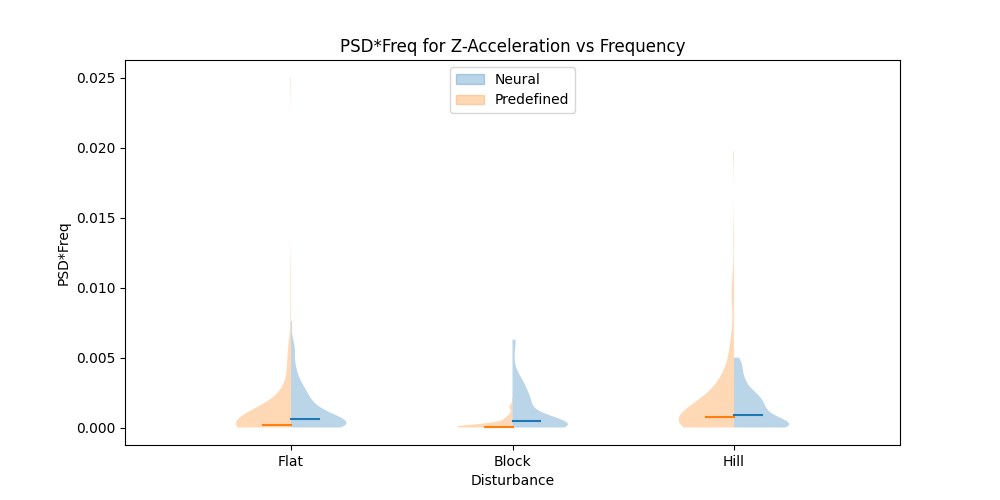 PSD*Freq for Z-Acceleration vs Frequency
Neural
Predefined
0.025
0.020
0.015
0.010
0.005
0.000
PSD*Freq
Flat
Block
Hill
Disturbance